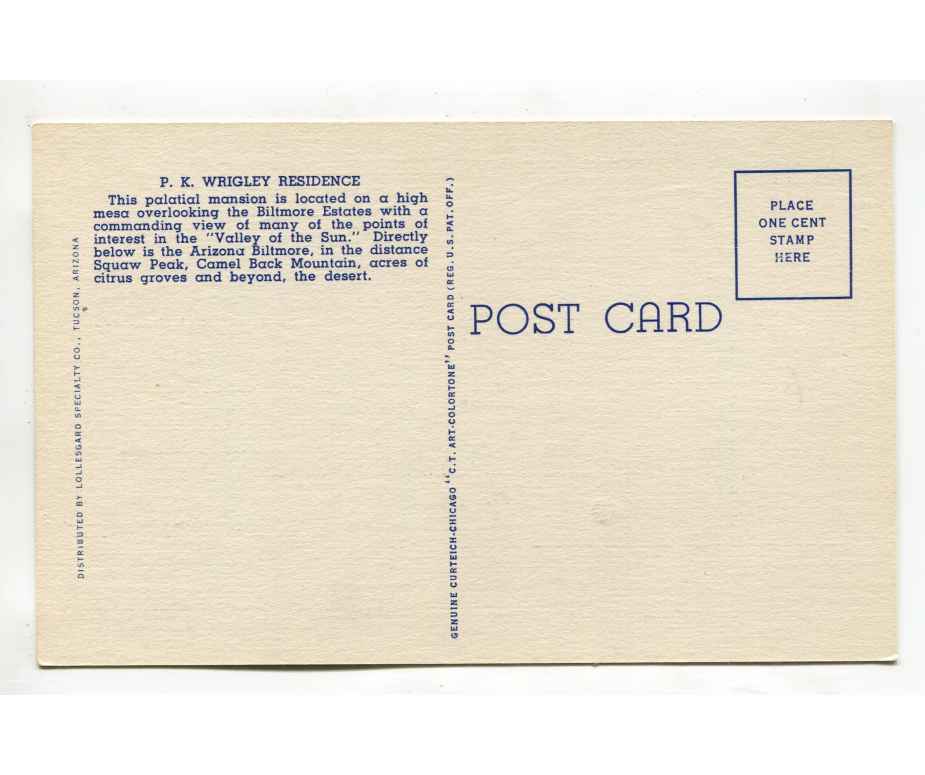 P. K. WRIGLEY RESIDENCE
This palatial mansion is located on a high
mesa overlooking the Biltmore Estates with a
commanding view of many of the points of
interest in the "Valley of the Sun." Directly
below is the Arizona Biltmore, in the distance
Squaw Peak, Camel Back Mountain, acres of
citrus groves and beyond, the desert.
DISTRIBUTED BY LOLLESGARD SPECIALTY CO., TUCSON, ARIZONA
GENUINE CURTEICH-CHICAGO "C.T. ART-COLORTONE" POST CARD (REG. U.S. PAT. OFF.)
POST CARD
PLACE
ONE CENT
STAMP
HERE